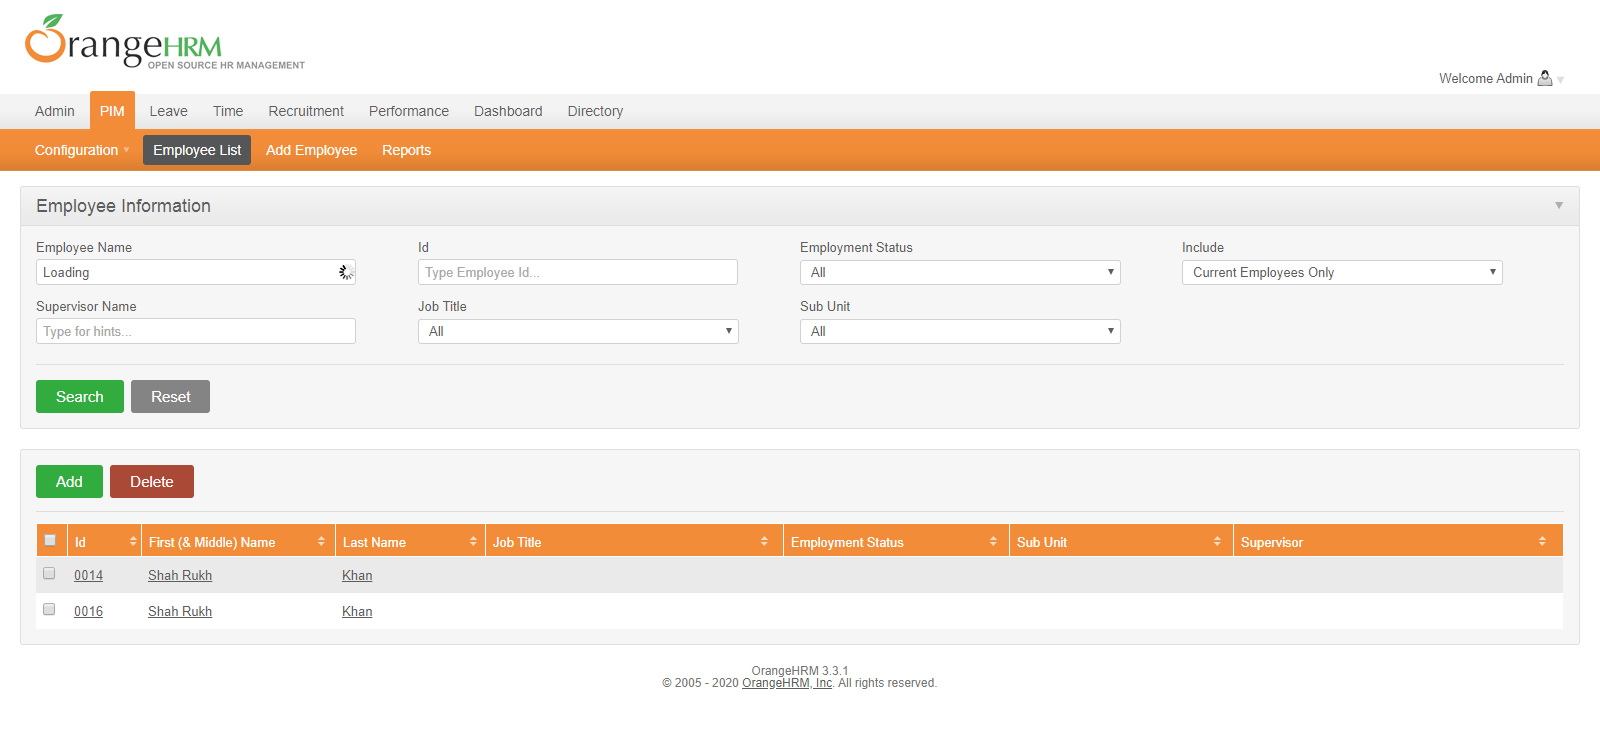 OrangeHRM
OPEN SOURCE HR MANAGEMENT
Welcome Admin
Admin PIM Leave Time Recruitment Performance Dashboard Directory
Configuration Employee List Add Employee Reports
Employee Information
Employee Name Id Employment Status Include
Loading Type Employee Id... All Current Employees Only
Supervisor Name Job Title Sub Unit
Type for hints... All All
Search Reset
Add Delete
Id First (& Middle) Name Last Name Job Title Employment Status Sub Unit Supervisor
0014 Shah Rukh Khan
0016 Shah Rukh Khan
OrangeHRM 3.3.1
© 2005 - 2020 OrangeHRM, Inc. All rights reserved.